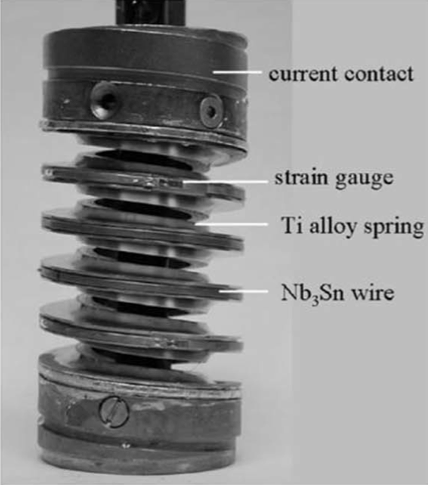 current contact
strain gauge
Ti alloy spring
Nb₃Sn wire